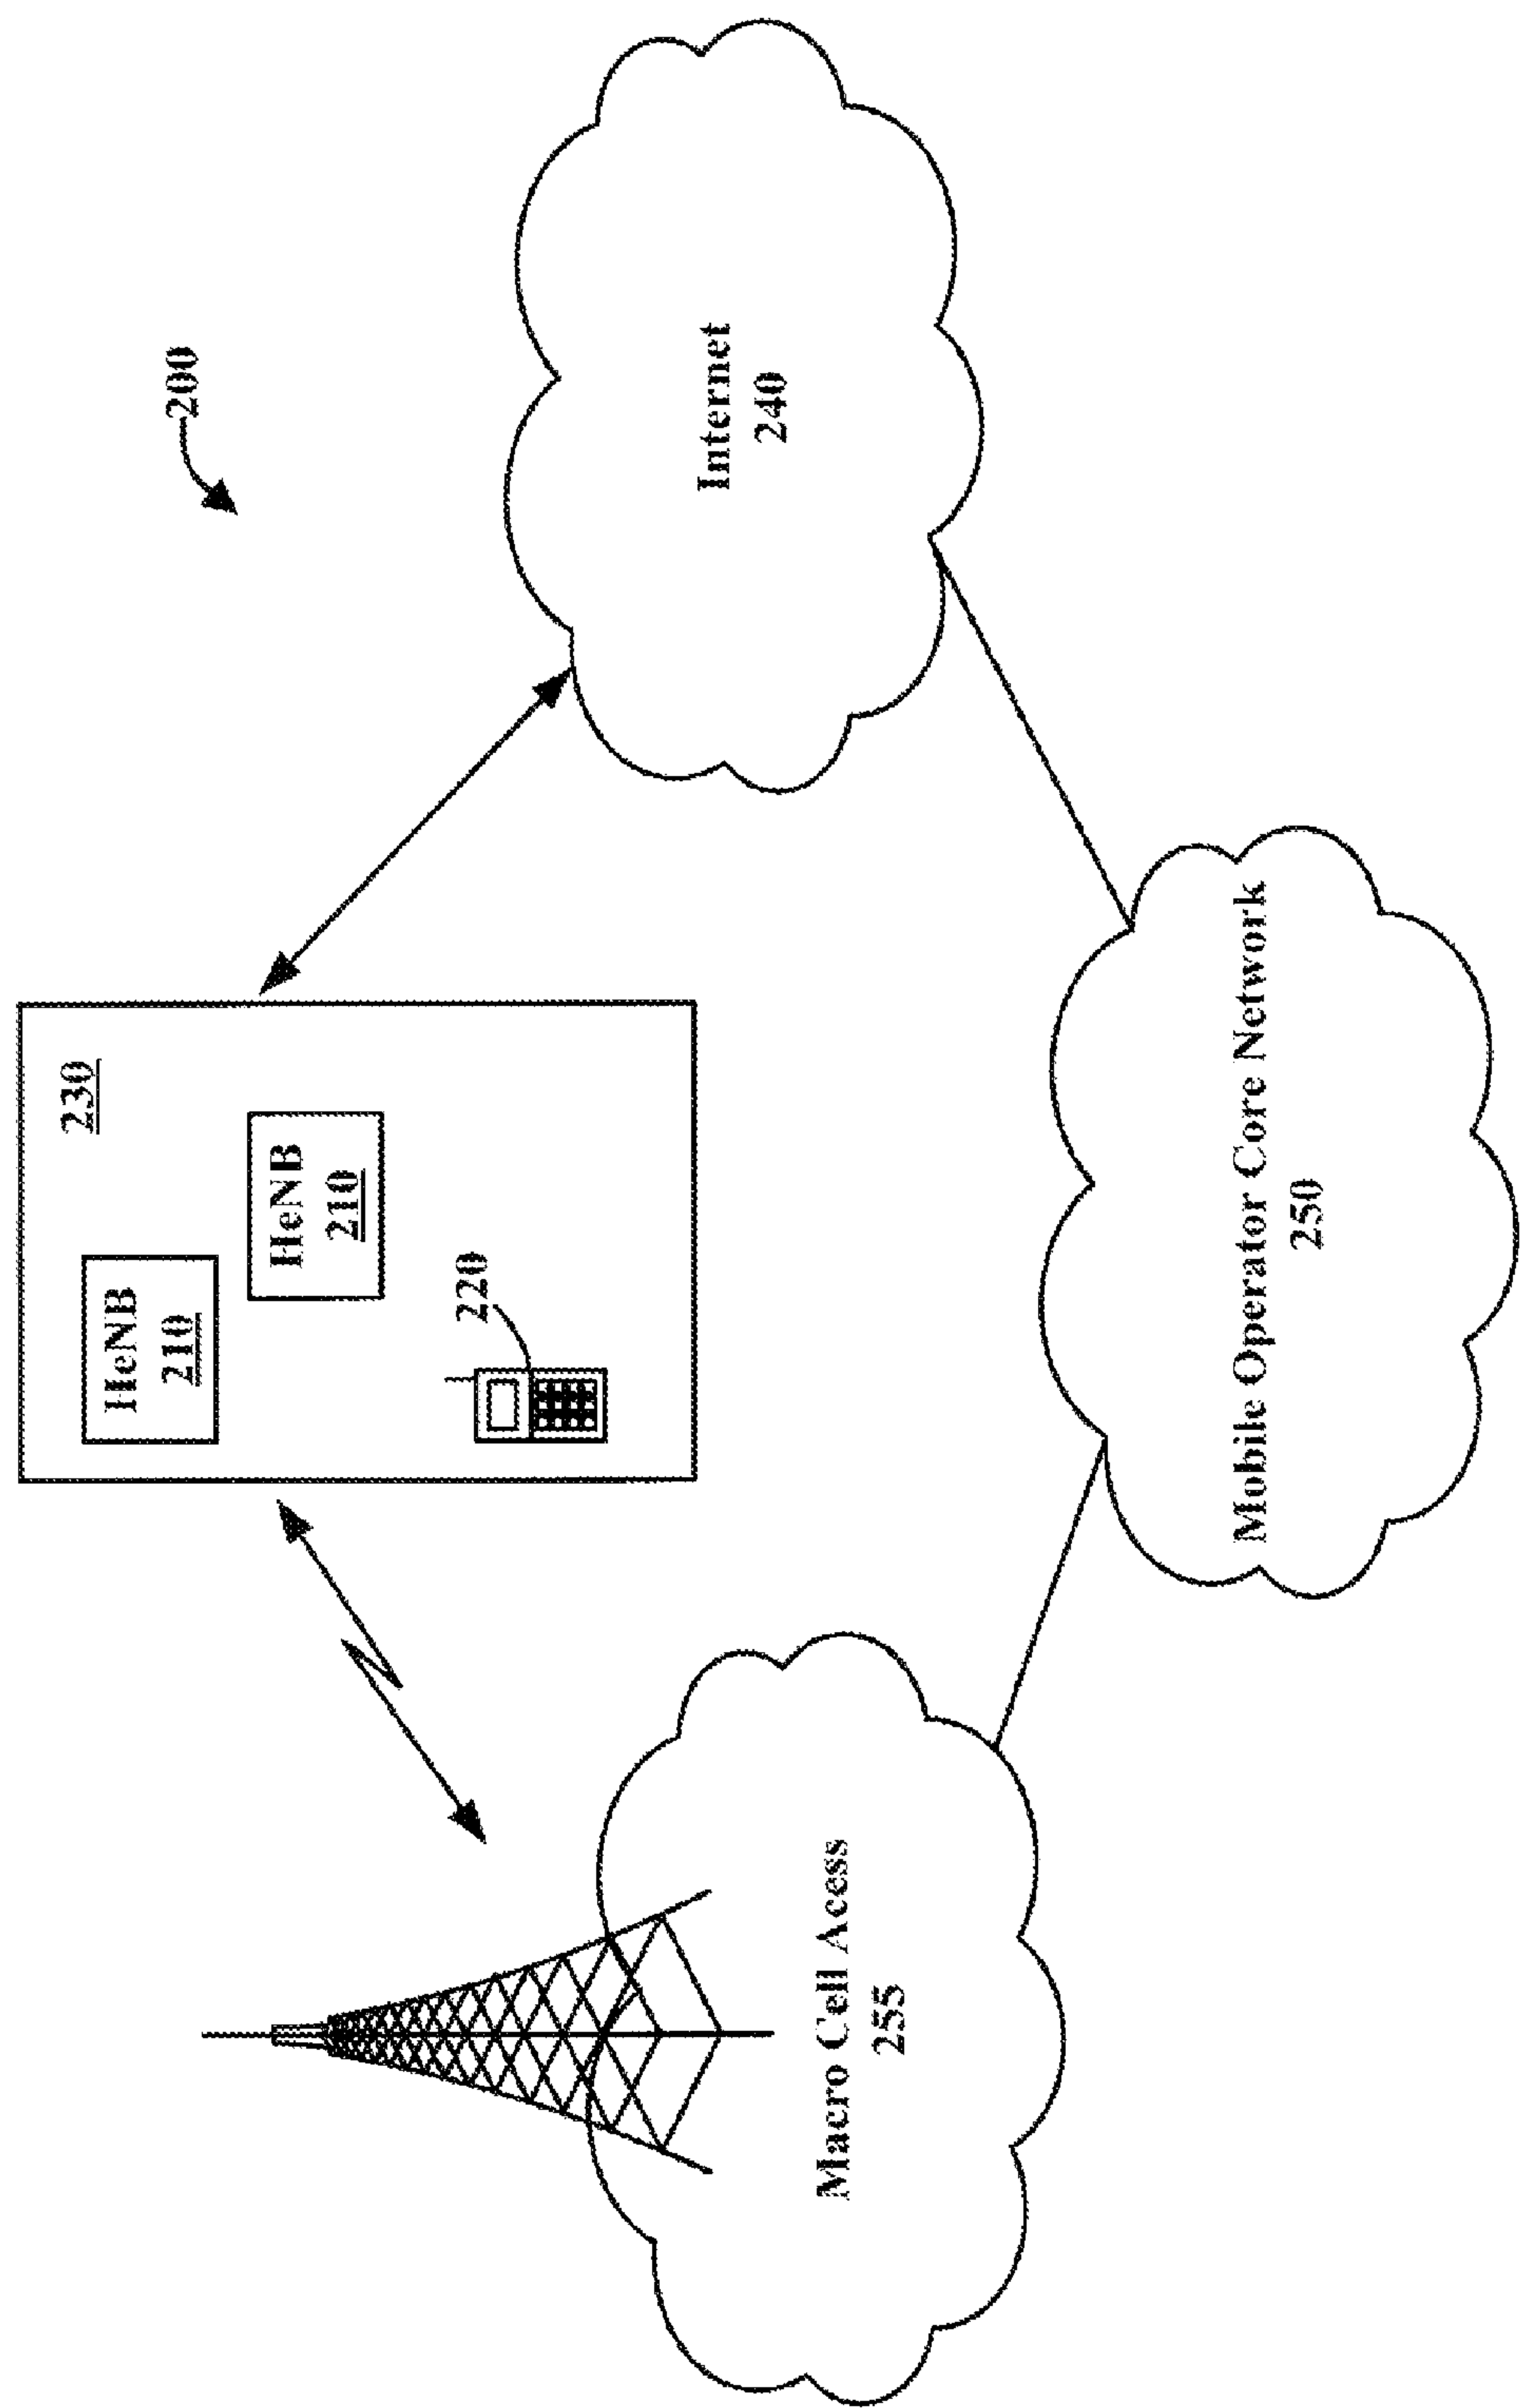 200
230
HeNB
210
HeNB
210
220
Internet
240
Macro Cell Acess
255
Mobile Operator Core Network
250